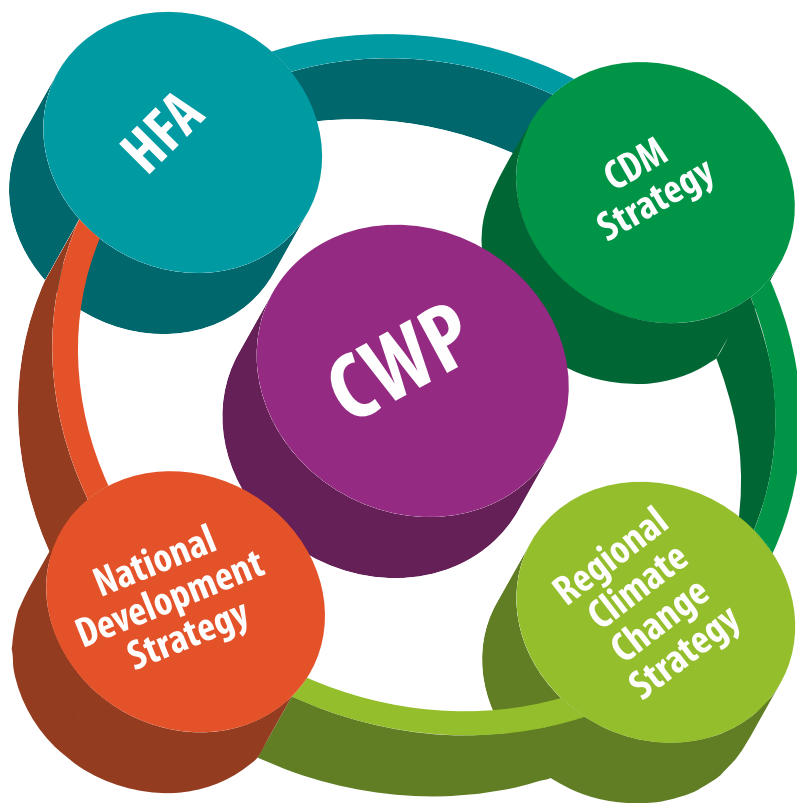 HFA
CDM
Strategy
CWP
National
Development
Strategy
Regional
Climate
Change
Strategy